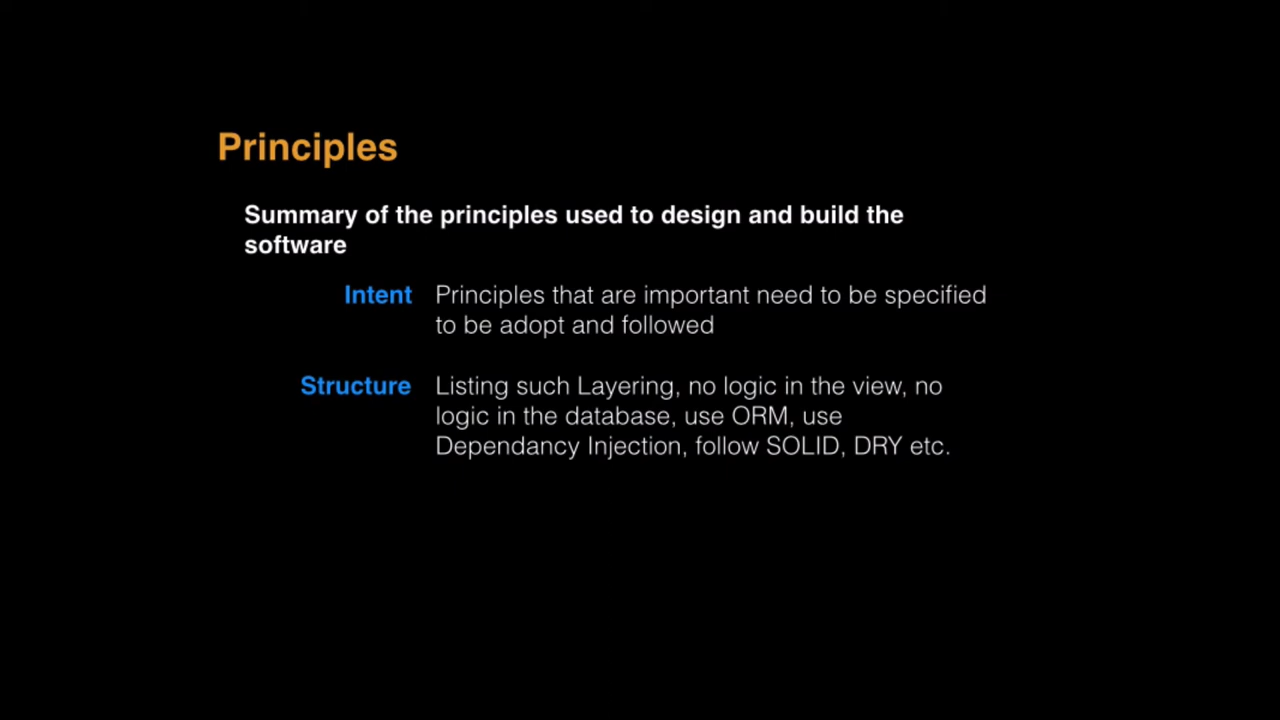 Principles
Summary of the principles used to design and build the
software
Intent Principles that are important need to be specified
to be adopt and followed
Structure Listing such Layering, no logic in the view, no
logic in the database, use ORM, use
Dependancy Injection, follow SOLID, DRY etc.